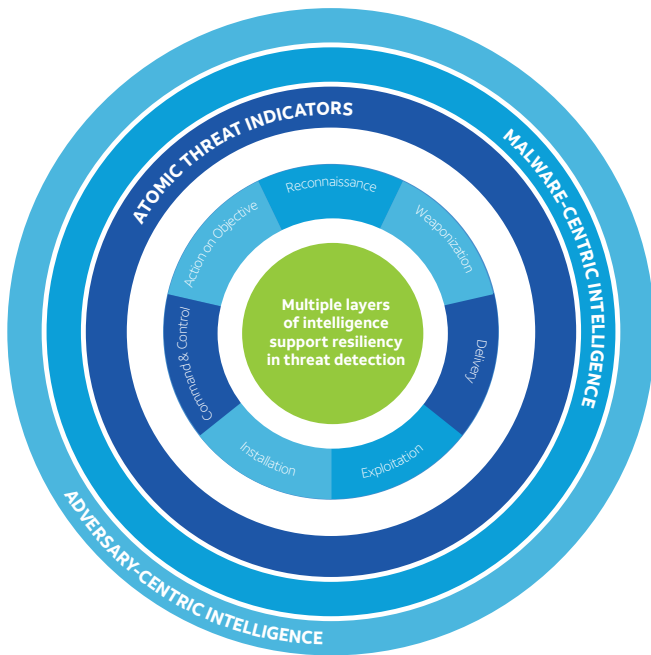 ATOMIC THREAT INDICATORS
MALWARE-CENTRIC INTELLIGENCE
ADVERSARY-CENTRIC INTELLIGENCE
Reconnaissance
Weaponization
Delivery
Exploitation
Installation
Command & Control
Action on Objective
Multiple layers
of intelligence
support resiliency
in threat detection